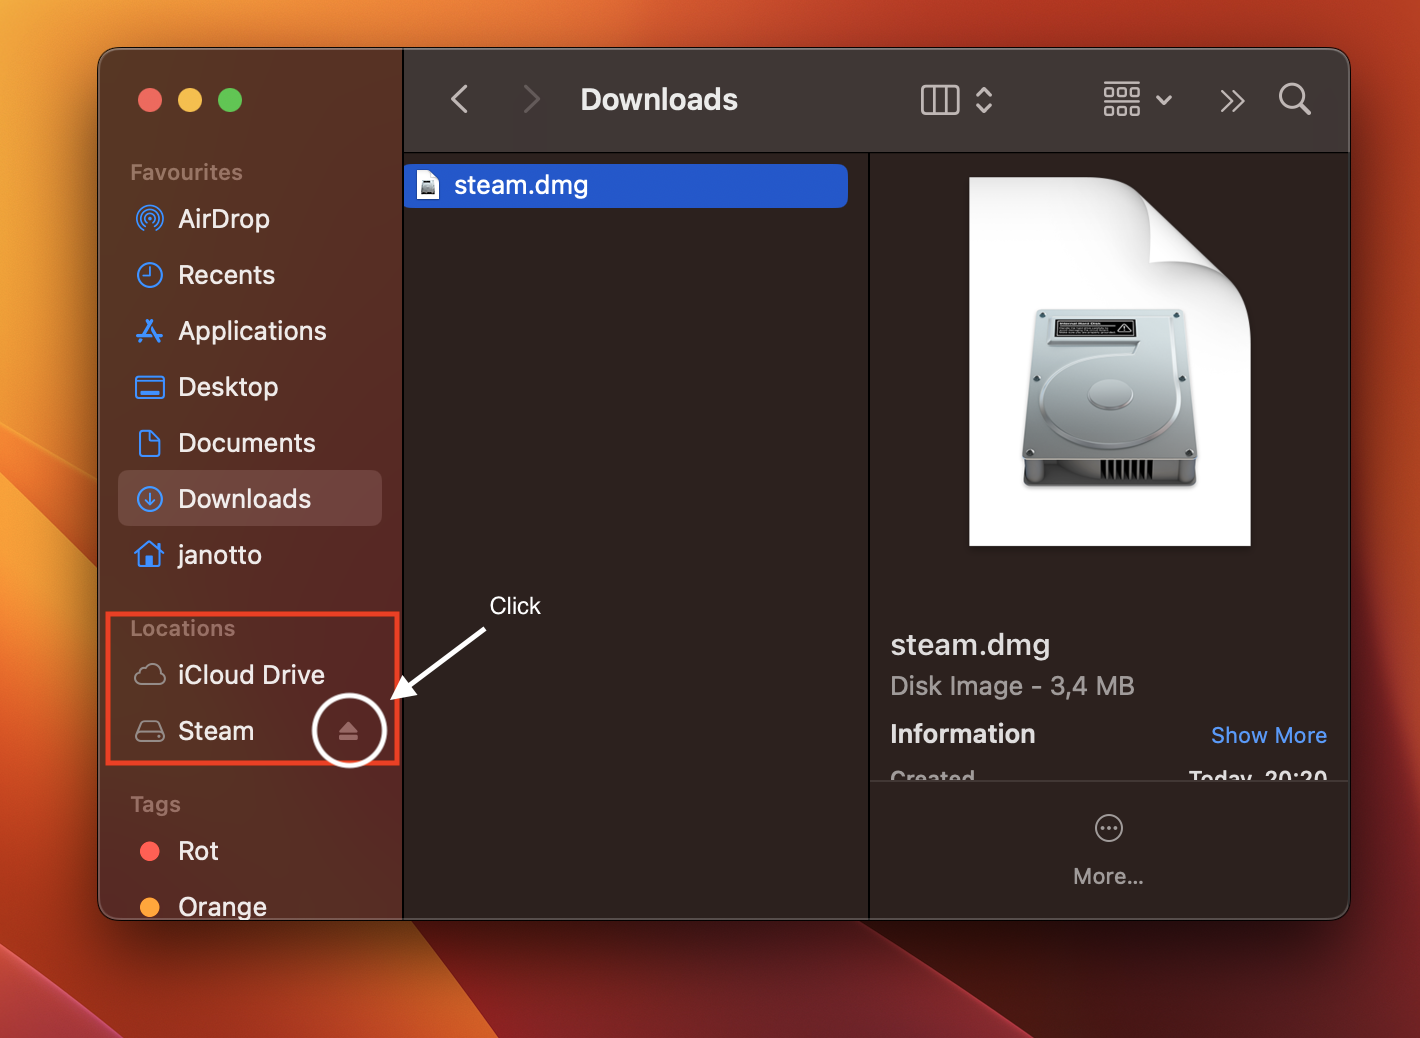 Favourites
AirDrop
Recents
Applications
Desktop
Documents
Downloads
janotto
Locations
iCloud Drive
Steam
Tags
Rot
Orange
Downloads
steam.dmg
Click
steam.dmg
Disk Image - 3,4 MB
Information Show More
Created Today, 20:20
More...